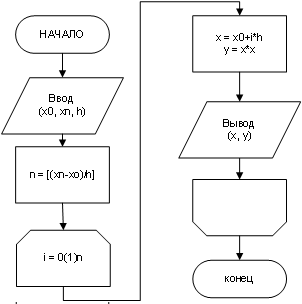 НАЧАЛО
Ввод
(x0, xn, h)
n = [(xn-xo)/h]
i = 0(1)n
x = x0+i*h
y = x*x
Вывод
(x, y)
конец